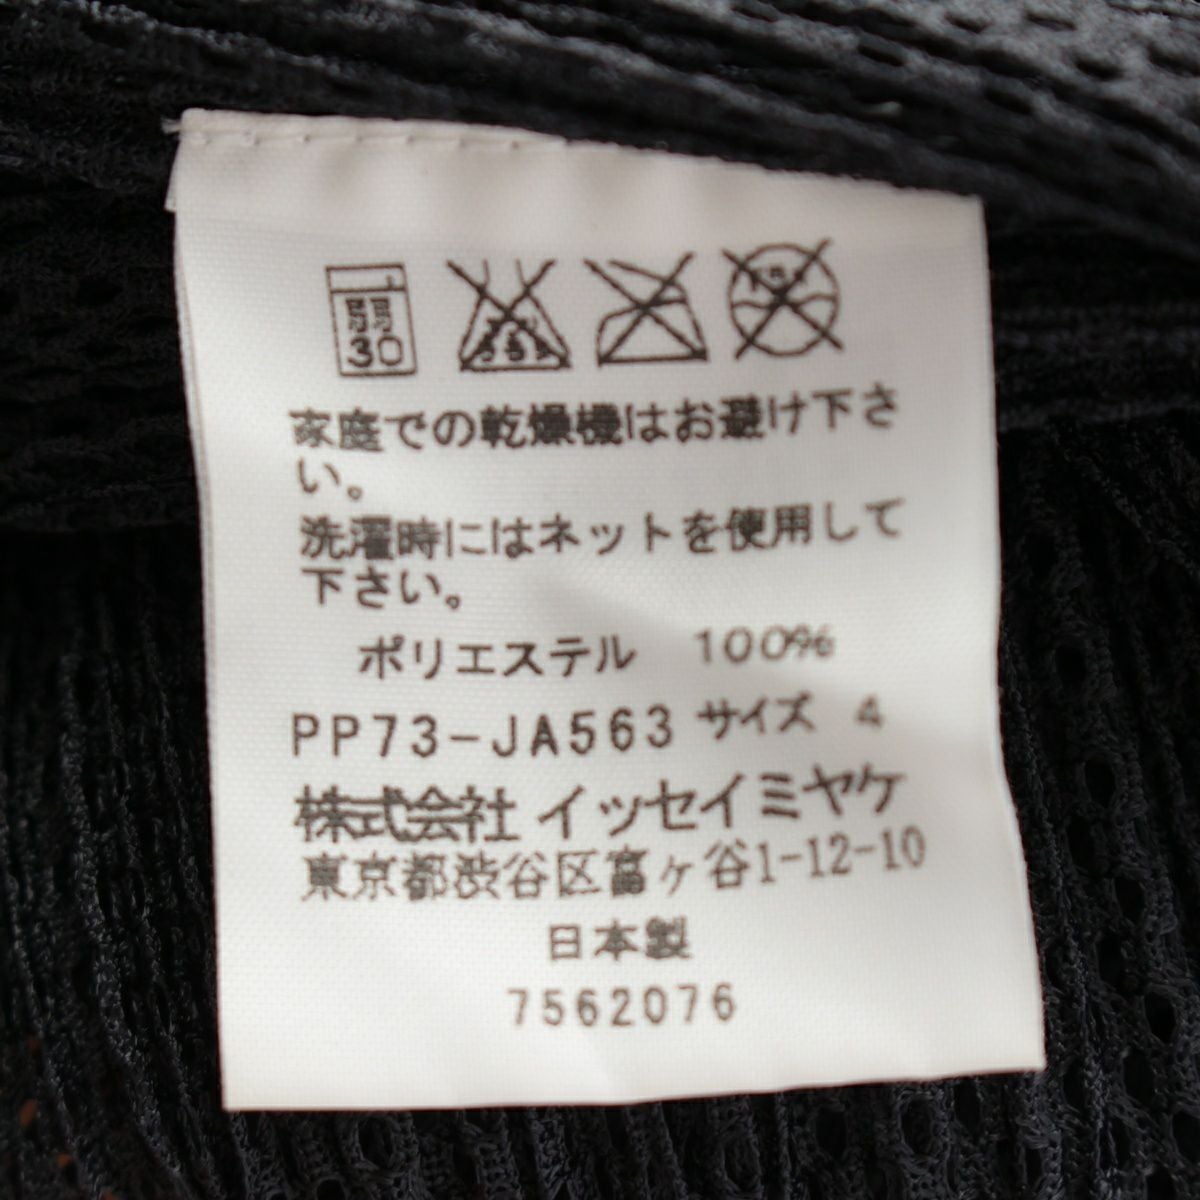 弱
30
家庭での乾燥機はお避け下さ
い。
洗濯時にはネットを使用して
下さい。
ポリエステル 100%
PP73-JA563 サイズ 4
株式会社 イッセイミヤケ
東京都渋谷区富ヶ谷1-12-10
日本製
7562076